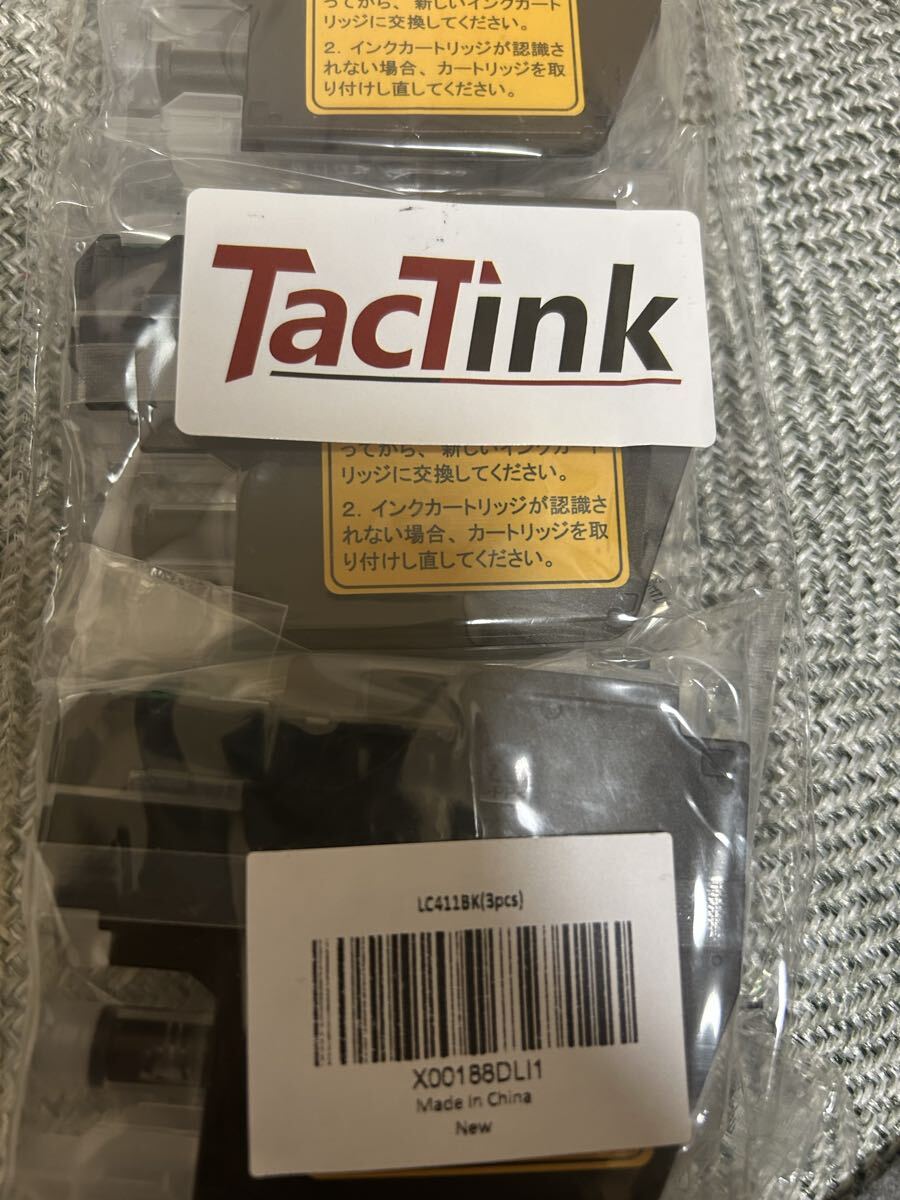 ってから、新しいインクカート
リッジに交換してください。
2. インクカートリッジが認識さ
れない場合、カートリッジを取
り付けし直してください。
TacTink
ってから、新しいインクカート
リッジに交換してください。
2. インクカートリッジが認識さ
れない場合、カートリッジを取
り付けし直してください。
LC411BK(3pcs)
X00188DLI1
Made in China
New